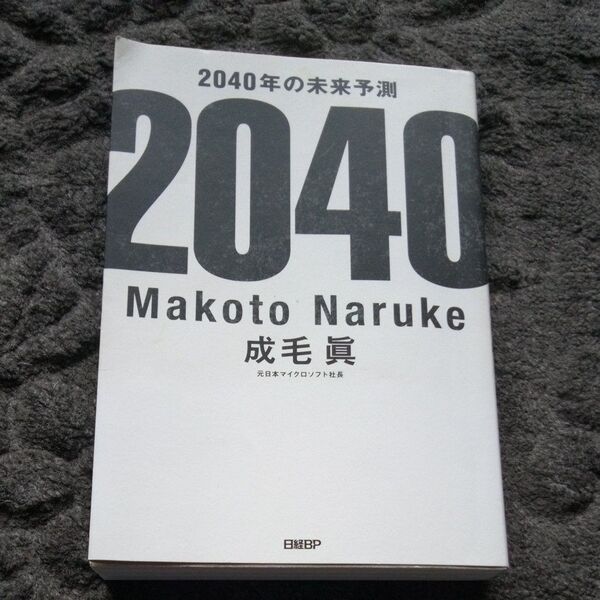 2040年の未来予測
2040
Makoto Naruke
成毛 眞
元日本マイクロソフト社長
日経BP